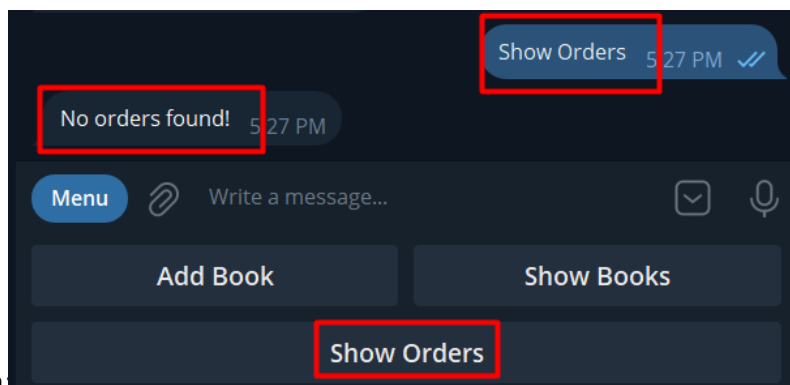 Show Orders 5:27 PM
No orders found! 5:27 PM
Menu Write a message...
Add Book Show Books
Show Orders